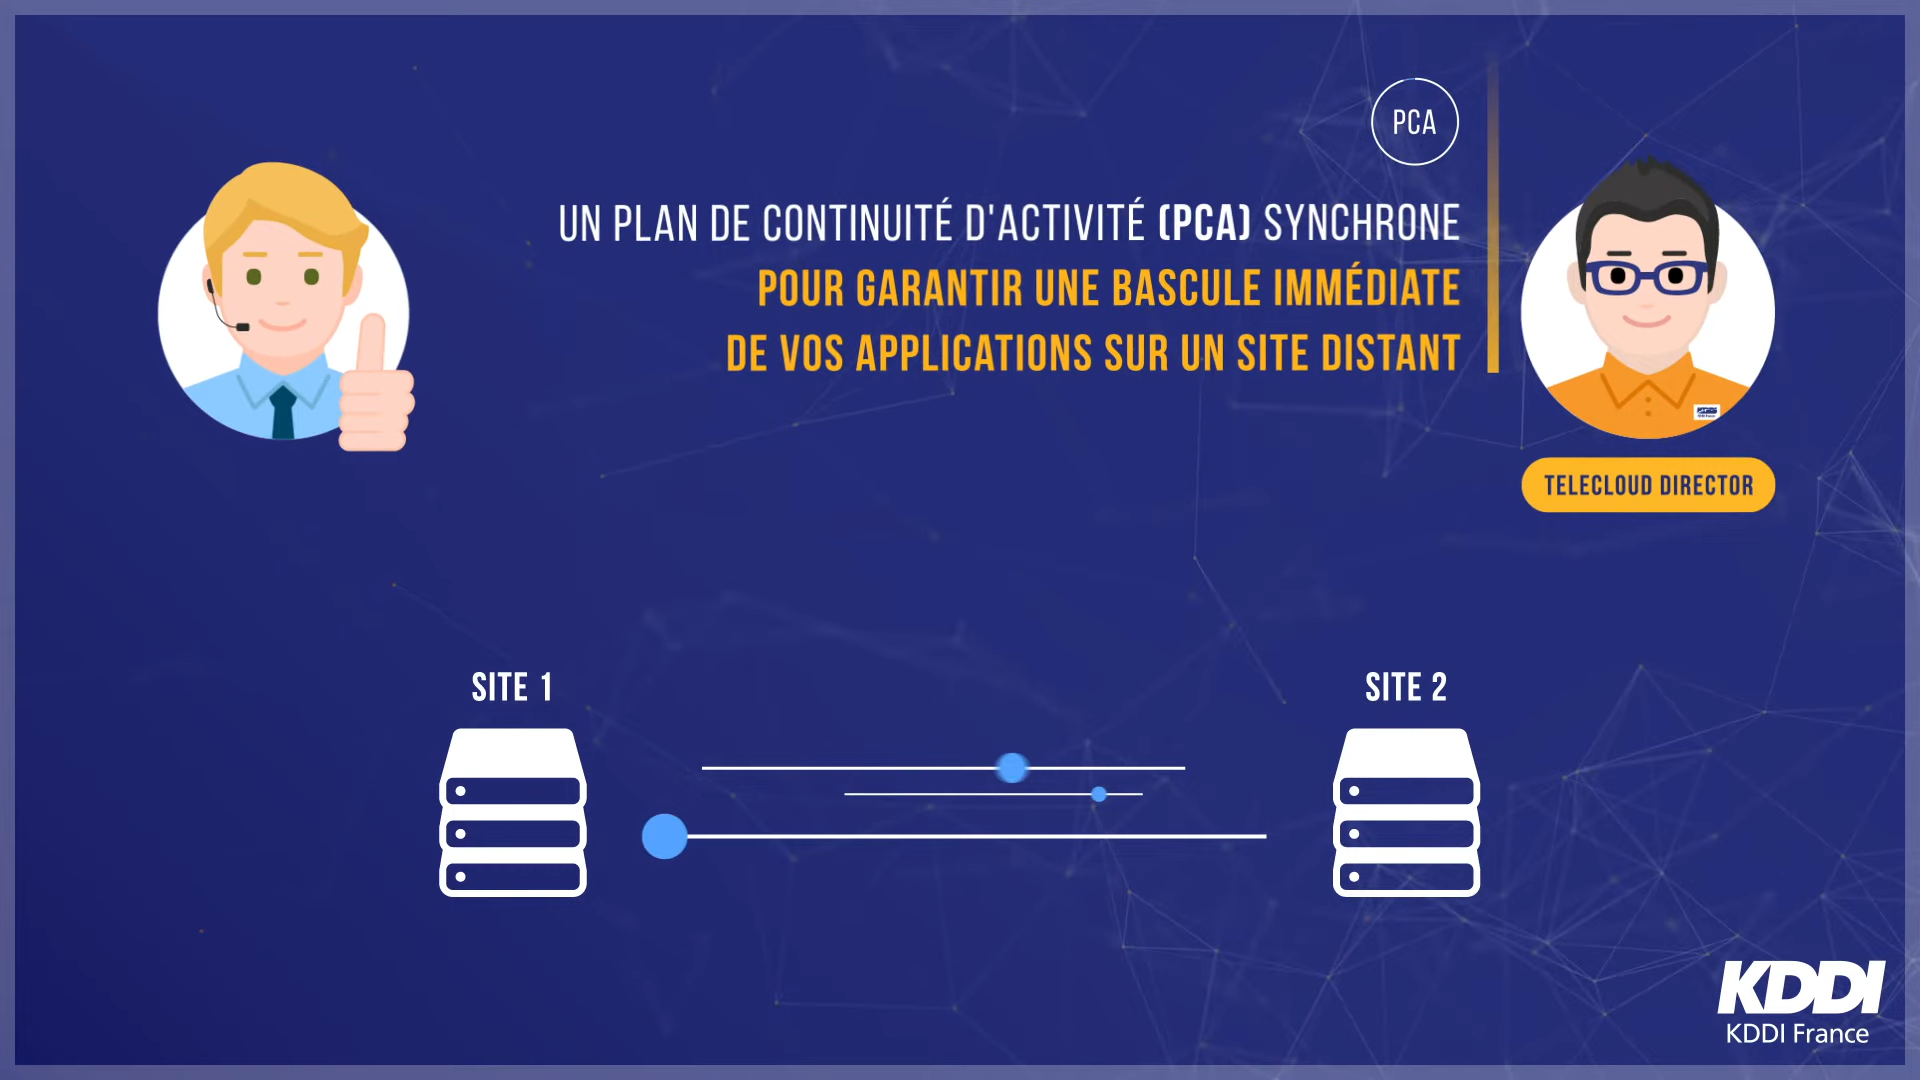 PCA
UN PLAN DE CONTINUITÉ D'ACTIVITÉ (PCA) SYNCHRONE
POUR GARANTIR UNE BASCULE IMMÉDIATE
DE VOS APPLICATIONS SUR UN SITE DISTANT
TELECLOUD DIRECTOR
SITE 1
SITE 2
KDDI
KDDI France